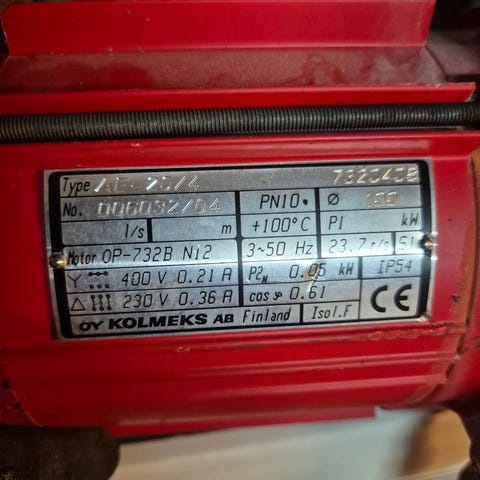 Type AE-20/4 7320408
No. 006032/04 PN10 Ø 100
l/s m +100°C P1 kW
Motor OP-732B N12 3~50 Hz 23.7 r/s S1
Y 400 V 0.21 A P2N 0.05 kW IP54
△ 230 V 0.36 A cos φ 0.61 CE
OY KOLMEKS AB Finland Isol.F